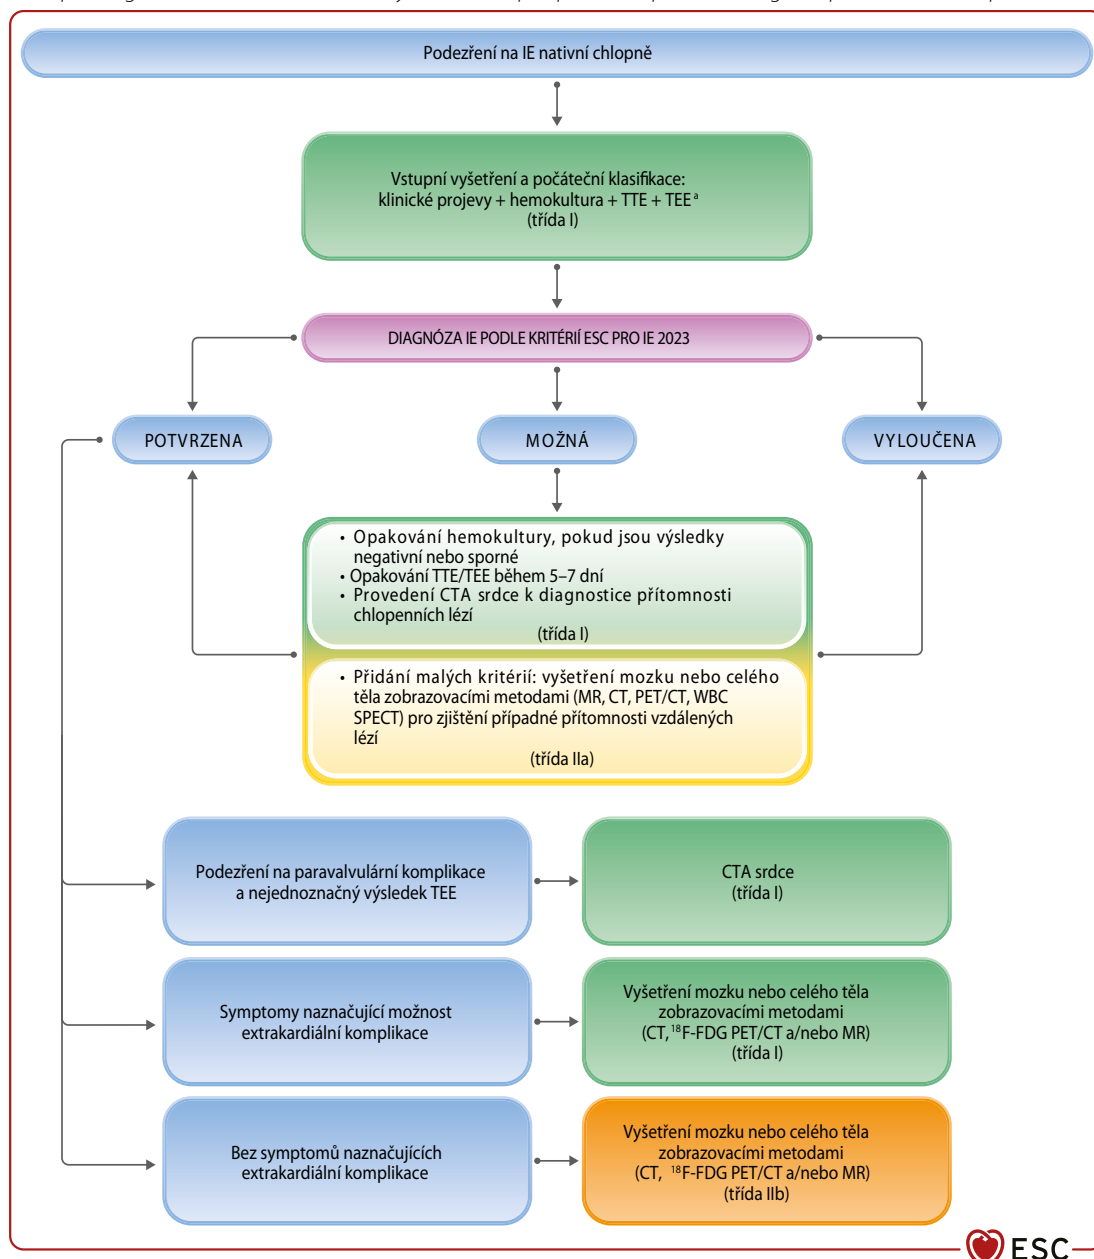 Podezření na IE nativní chlopně
Vstupní vyšetření a počáteční klasifikace:
klinické projevy + hemokultura + TTE + TEE a
(třída I)
DIAGNÓZA IE PODLE KRITÉRIÍ ESC PRO IE 2023
POTVRZENA
MOŽNÁ
VYLOUČENA
• Opakování hemokultury, pokud jsou výsledky
negativní nebo sporné
• Opakování TTE/TEE během 5–7 dní
• Provedení CTA srdce k diagnostice přítomnosti
chlopenních lézí
(třída I)
• Přidání malých kritérií: vyšetření mozku nebo celého
těla zobrazovacími metodami (MR, CT, PET/CT, WBC
SPECT) pro zjištění případné přítomnosti vzdálených
lézí
(třída IIa)
Podezření na paravalvulární komplikace
a nejednoznačný výsledek TEE
CTA srdce
(třída I)
Symptomy naznačující možnost
extrakardiální komplikace
Vyšetření mozku nebo celého těla
zobrazovacími metodami
(CT, 18F-FDG PET/CT a/nebo MR)
(třída I)
Bez symptomů naznačujících
extrakardiální komplikace
Vyšetření mozku nebo celého těla
zobrazovacími metodami
(CT, 18F-FDG PET/CT a/nebo MR)
(třída IIb)
ESC